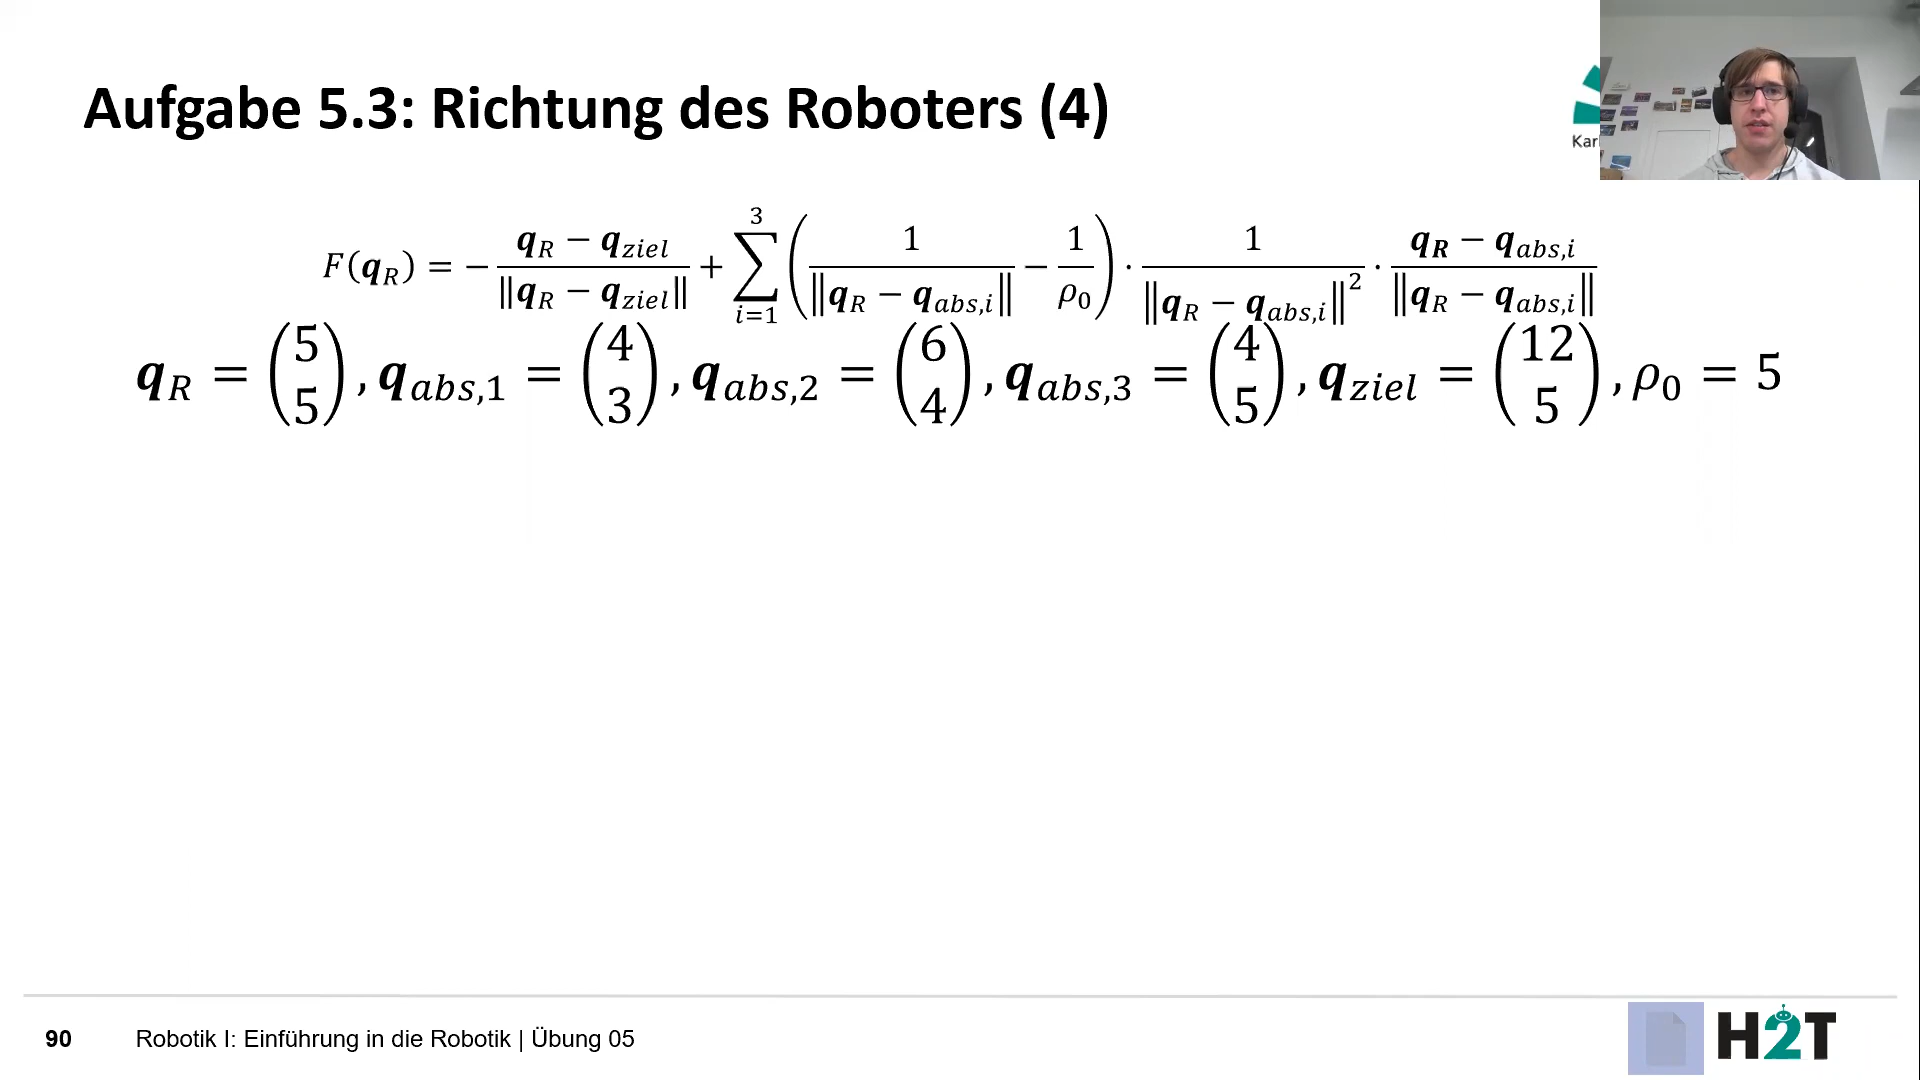 Aufgabe 5.3: Richtung des Roboters (4)
Kar
F(q_R) = − (q_R − q_ziel) / ‖q_R − q_ziel‖ + ∑_{i=1}^{3} ( 1 / ‖q_R − q_abs,i‖ − 1 / ρ_0 ) · 1 / ‖q_R − q_abs,i‖² · (q_R − q_abs,i) / ‖q_R − q_abs,i‖
q_R = (5 5), q_abs,1 = (4 3), q_abs,2 = (6 4), q_abs,3 = (4 5), q_ziel = (12 5), ρ_0 = 5
90 Robotik I: Einführung in die Robotik | Übung 05
H2T